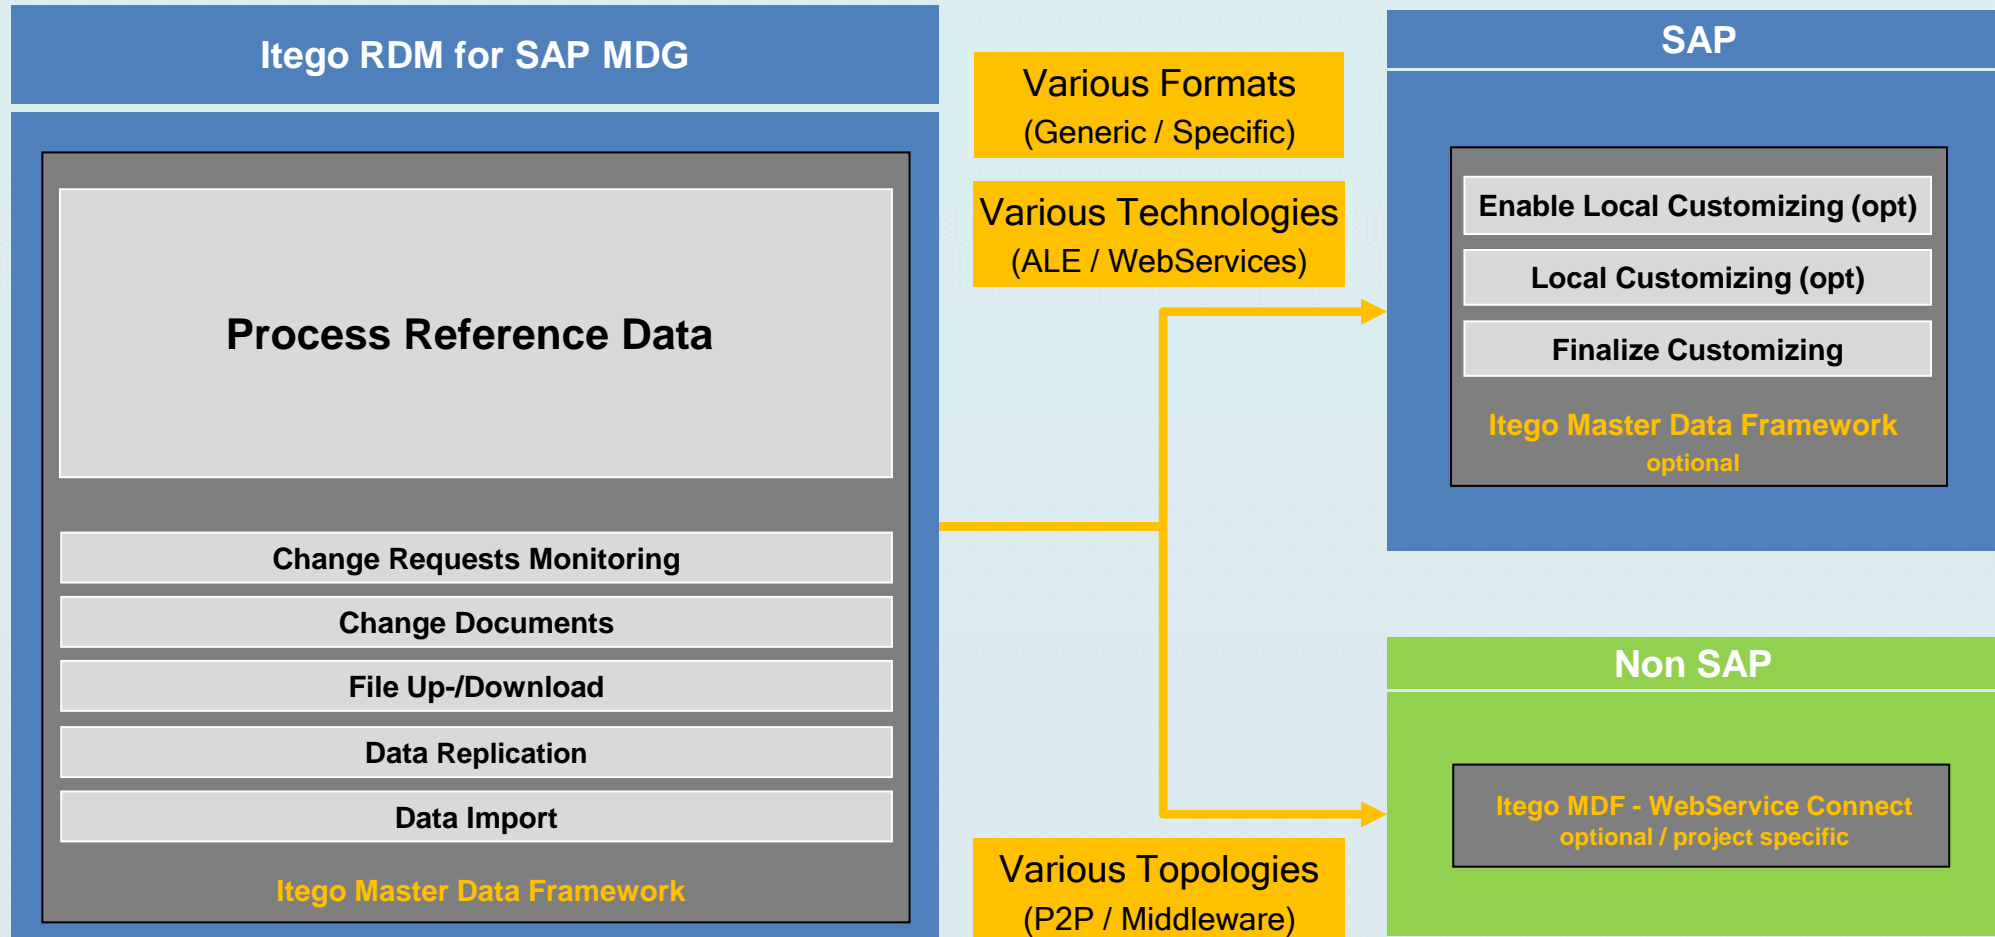 Itego RDM for SAP MDG
Process Reference Data
Change Requests Monitoring
Change Documents
File Up-/Download
Data Replication
Data Import
Itego Master Data Framework
Various Formats
(Generic / Specific)
Various Technologies
(ALE / WebServices)
Various Topologies
(P2P / Middleware)
SAP
Enable Local Customizing (opt)
Local Customizing (opt)
Finalize Customizing
Itego Master Data Framework
optional
Non SAP
Itego MDF - WebService Connect
optional / project specific